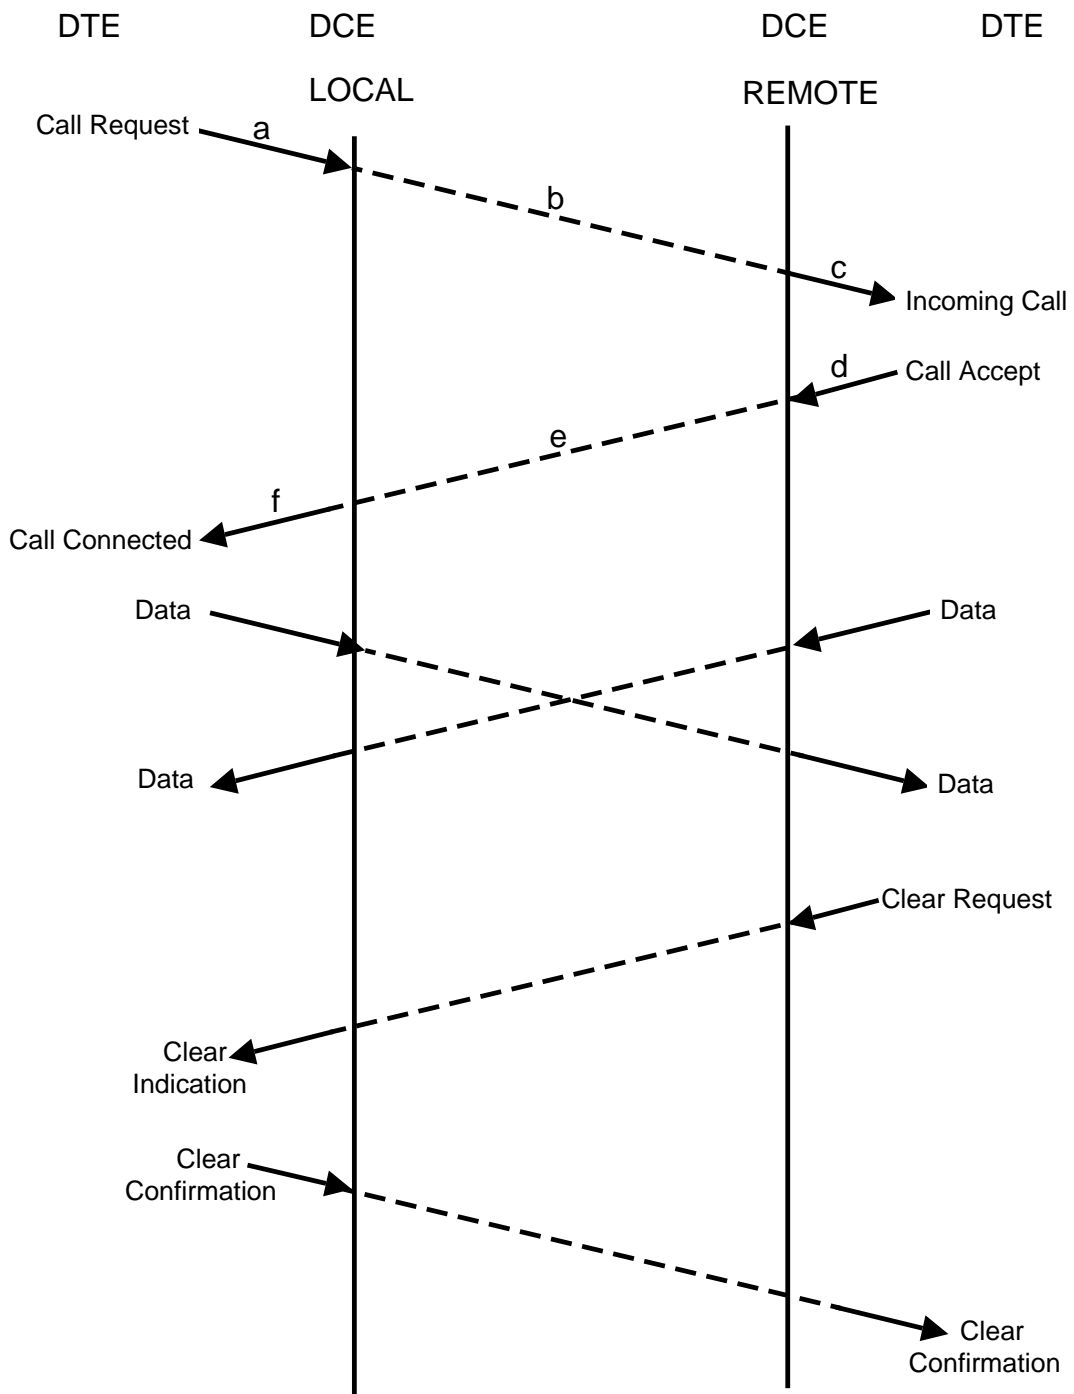 DTE DCE DCE DTE
LOCAL REMOTE
Call Request a
b
c
Incoming Call
d Call Accept
e
f
Call Connected
Data Data
Data Data
Clear Request
Clear
Indication
Clear
Confirmation
Clear
Confirmation